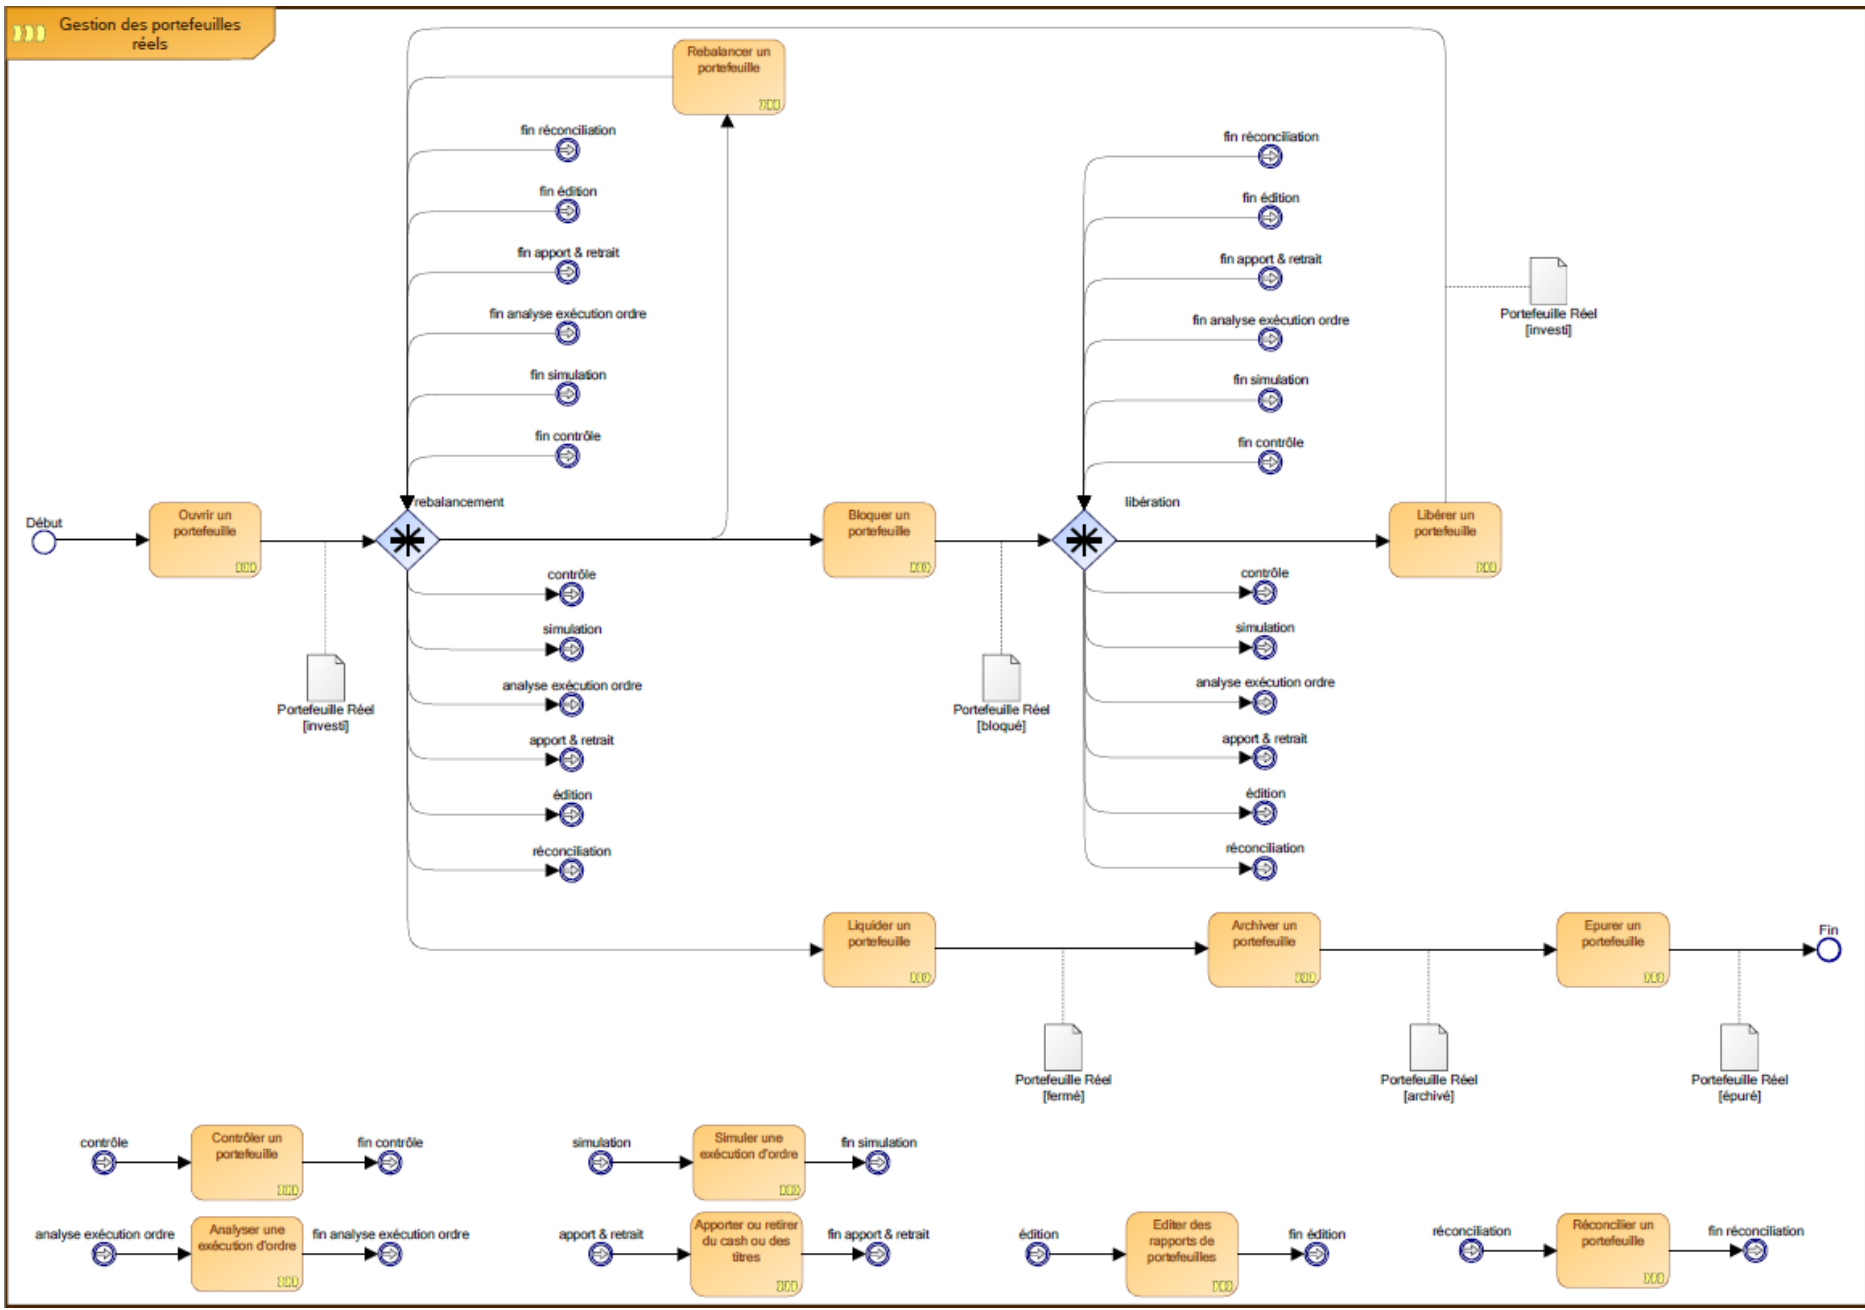 Gestion des portefeuilles
réels
Rebalancer un
portefeuille
fin réconciliation
fin édition
fin apport & retrait
fin analyse exécution ordre
fin simulation
fin contrôle
fin réconciliation
fin édition
fin apport & retrait
fin analyse exécution ordre
fin simulation
fin contrôle
Portefeuille Réel
[investi]
Début
Ouvrir un
portefeuille
rebalancement
Bloquer un
portefeuille
libération
Libérer un
portefeuille
Portefeuille Réel
[investi]
contrôle
simulation
analyse exécution ordre
apport & retrait
édition
réconciliation
Portefeuille Réel
[bloqué]
contrôle
simulation
analyse exécution ordre
apport & retrait
édition
réconciliation
Liquider un
portefeuille
Archiver un
portefeuille
Epurer un
portefeuille
Fin
Portefeuille Réel
[fermé]
Portefeuille Réel
[archivé]
Portefeuille Réel
[épuré]
contrôle
Contrôler un
portefeuille
fin contrôle
simulation
Simuler une
exécution d'ordre
fin simulation
analyse exécution ordre
Analyser une
exécution d'ordre
fin analyse exécution ordre
apport & retrait
Apporter ou retirer
du cash ou des
titres
fin apport & retrait
édition
Editer des
rapports de
portefeuilles
fin édition
réconciliation
Réconcilier un
portefeuille
fin réconciliation